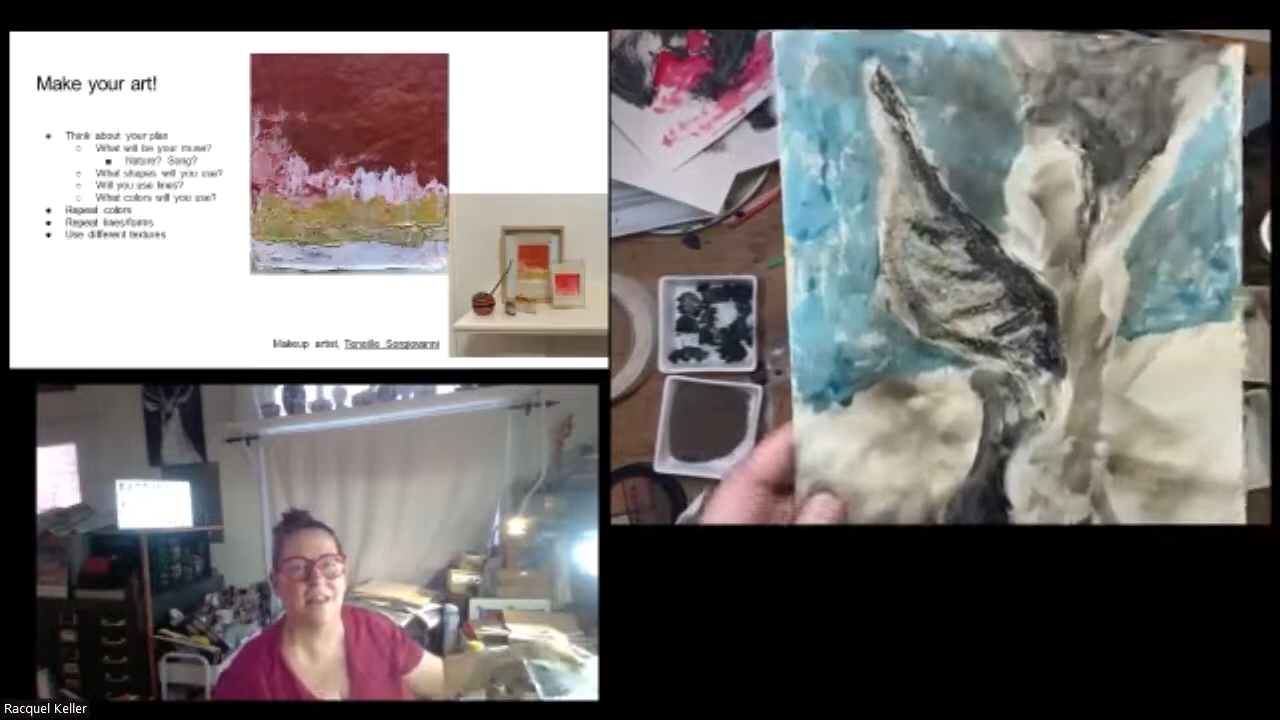 Make your art!
● Think about your plan
○ What will be your muse?
■ Nature? Song?
○ What shapes will you use?
○ Will you use lines?
○ What colors will you use?
● Repeat colors
● Repeat lines/forms
● Use different textures
Makeup artist, Teneille Sorgiovanni
Racquel Keller